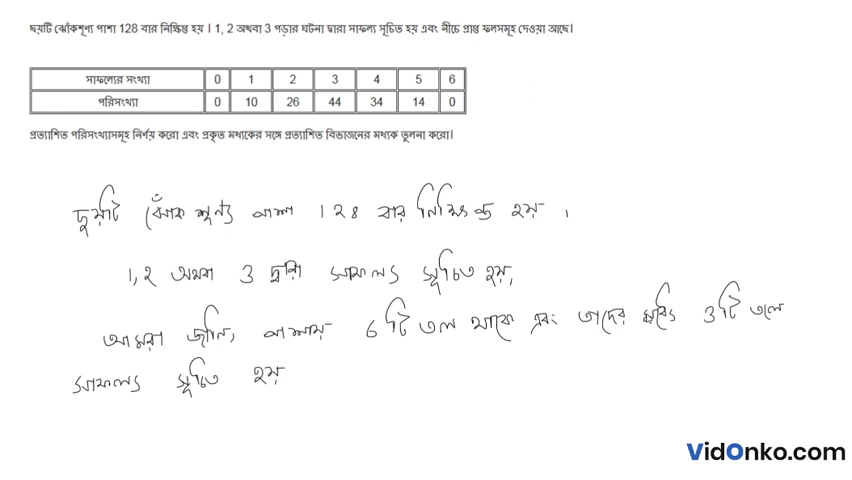 ছয়টি ঝোঁকশূণ্য পাশা 128 বার নিক্ষিপ্ত হয় । 1, 2 অথবা 3 পড়ার ঘটনা দ্বারা সাফল্য সূচিত হয় এবং নীচে প্রাপ্ত ফলসমূহ দেওয়া আছে।
সাফল্যের সংখ্যা 0 1 2 3 4 5 6
পরিসংখ্যা 0 10 26 44 34 14 0
প্রত্যাশিত পরিসংখ্যাসমূহ নির্ণয় করো এবং প্রকৃত মধ্যকের সঙ্গে প্রত্যাশিত বিভাজনের মধ্যক তুলনা করো।
ছয়টি ঝোঁক শূণ্য পাশা 128 বার নিক্ষিপ্ত হয় ।
1, 2 অথবা 3 দ্বারা সাফল্য সূচিত হয়,
আমরা জানি, পাশায় 6 টি তল থাকে এবং তাদের মধ্যে 3টি তলে
সাফল্য সূচিত হয়
VidOnko.com